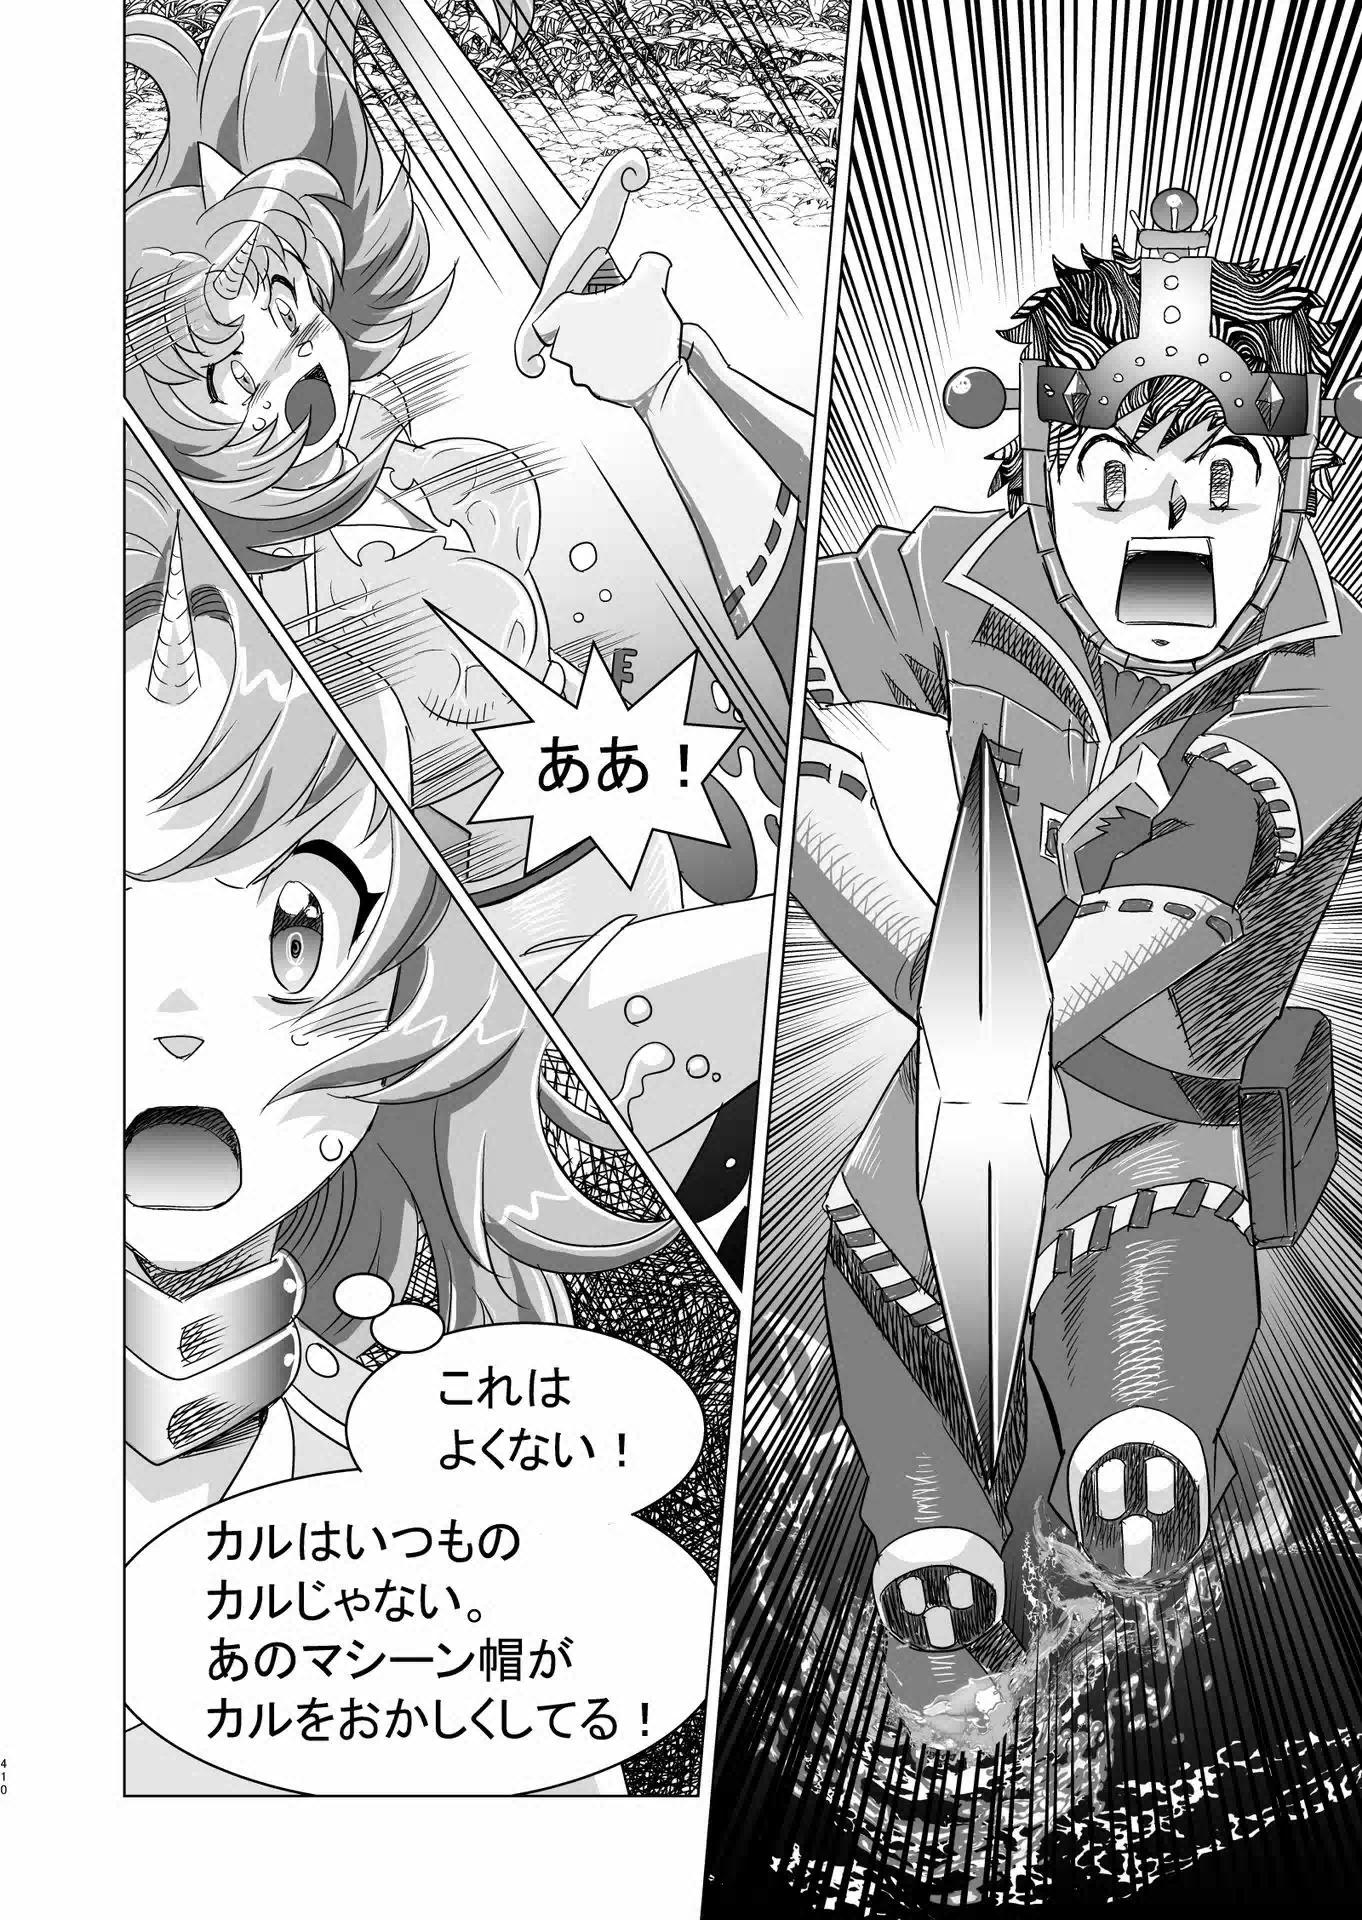 ああ！
これは
よくない！
カルはいつもの
カルじゃない。
あのマシーン帽が
カルをおかしくしてる！
E
410